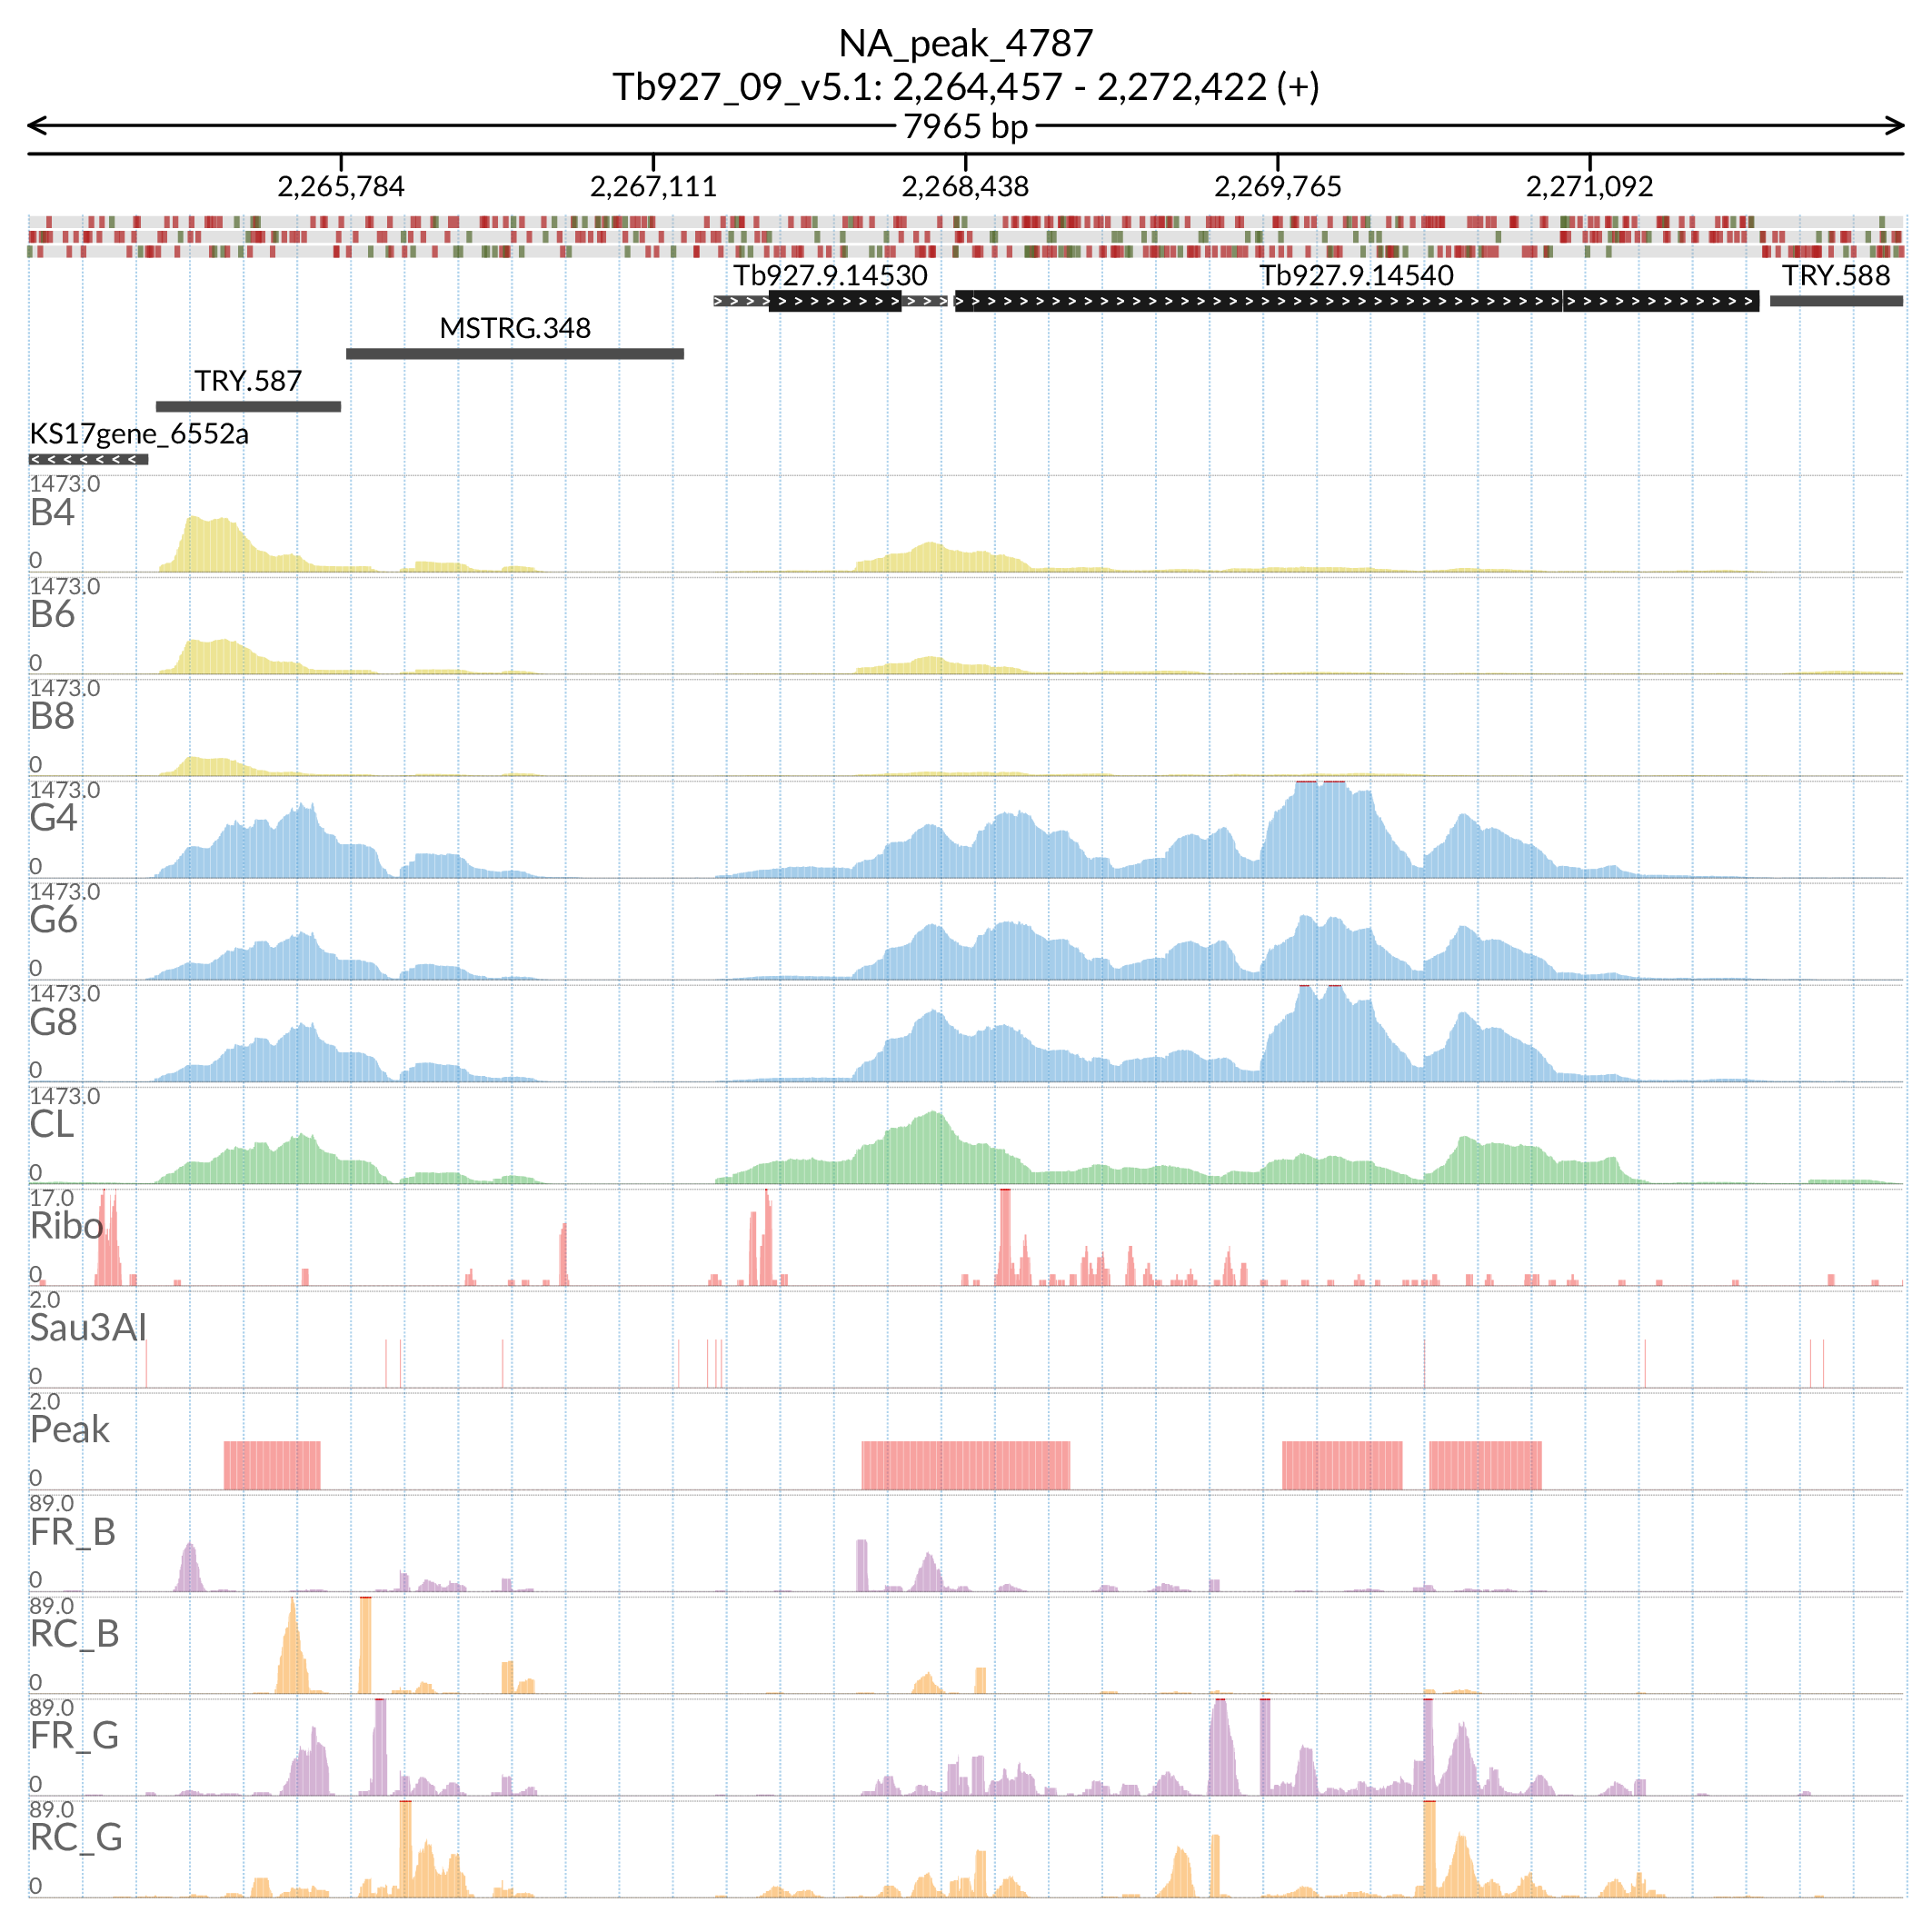 NA_peak_4787
Tb927_09_v5.1: 2,264,457 - 2,272,422 (+)
7965 bp
2,265,784 2,267,111 2,268,438 2,269,765 2,271,092
Tb927.9.14530 Tb927.9.14540 TRY.588
MSTRG.348
TRY.587
KS17gene_6552a
1473.0
B4
0
1473.0
B6
0
1473.0
B8
0
1473.0
G4
0
1473.0
G6
0
1473.0
G8
0
1473.0
CL
0
17.0
Ribo
0
2.0
Sau3AI
0
2.0
Peak
0
89.0
FR_B
0
89.0
RC_B
0
89.0
FR_G
0
89.0
RC_G
0